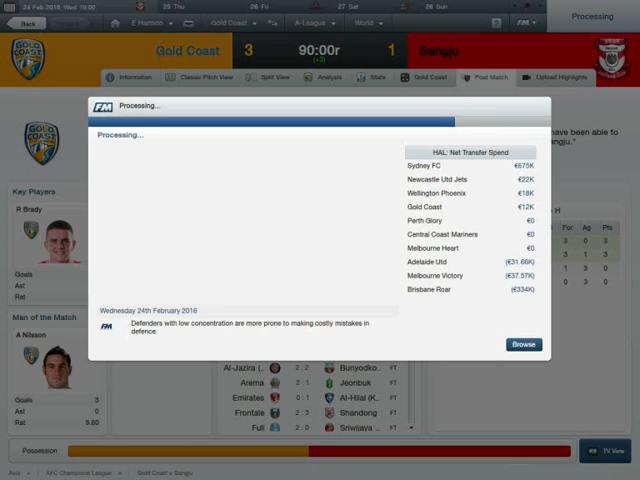 24 Feb 2016 Wed 19:00
25 Thu
26 Fri
27 Sat
28 Sun
Back
E Hamon
Gold Coast
A-League
World
?
FM
Processing
GOLD COAST
Gold Coast
3
90:00r
(+3)
1
Sangju
Information
Classic Pitch View
Split View
Analysis
Stats
Gold Coast
Post Match
Upload Highlights
FM
Processing...
Processing...
HAL: Net Transfer Spend
Sydney FC €675K
Newcastle Utd Jets €22K
Wellington Phoenix €18K
Gold Coast €12K
Perth Glory €0
Central Coast Mariners €0
Melbourne Heart €0
Adelaide Utd (€31.66K)
Melbourne Victory (€37.57K)
Brisbane Roar (€334K)
Wednesday 24th February 2016
FM
Defenders with low concentration are more prone to making costly mistakes in
defence.
Browse
GOLD COAST
have been able to
ngju."
Key Players
R Brady
Goals
Ast
Rat
H
For Ag Pts
3 0 3
3 1 3
1 3 0
0 3 0
Man of the Match
A Nilsson
Goals 3
Ast 0
Rat 9.60
Al-Jazira (... 2 : 2 Bunyodko.. FT
Arema 2 : 1 Jeonbuk FT
Emirates 0 : 1 Al-Hilal (K.. FT
Frontale 2 : 3 Shandong FT
Full 2 : 0 Sriwijaya .. FT
Possession
TV View
Asia
AFC Champions League
Gold Coast v Sangju